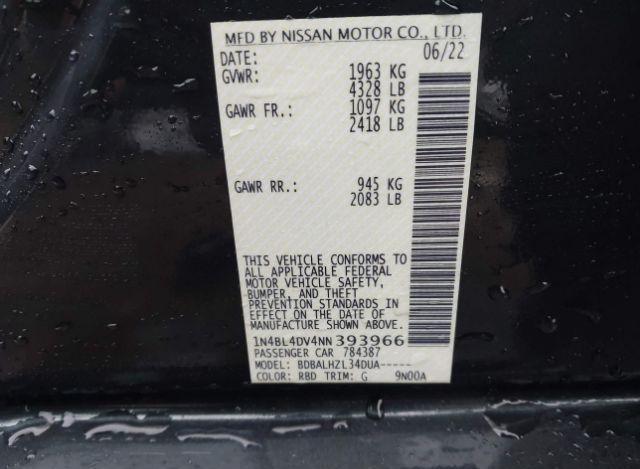 MFD BY NISSAN MOTOR CO., LTD.
DATE: 06/22
GVWR: 1963 KG
4328 LB
GAWR FR.: 1097 KG
2418 LB
GAWR RR.: 945 KG
2083 LB
THIS VEHICLE CONFORMS TO
ALL APPLICABLE FEDERAL
MOTOR VEHICLE SAFETY,
BUMPER, AND THEFT
PREVENTION STANDARDS IN
EFFECT ON THE DATE OF
MANUFACTURE SHOWN ABOVE.
1N4BL4DV4NN393966
PASSENGER CAR 784387
MODEL: BDBALHZL34DUA-----
COLOR: RBD TRIM: G 9N00A